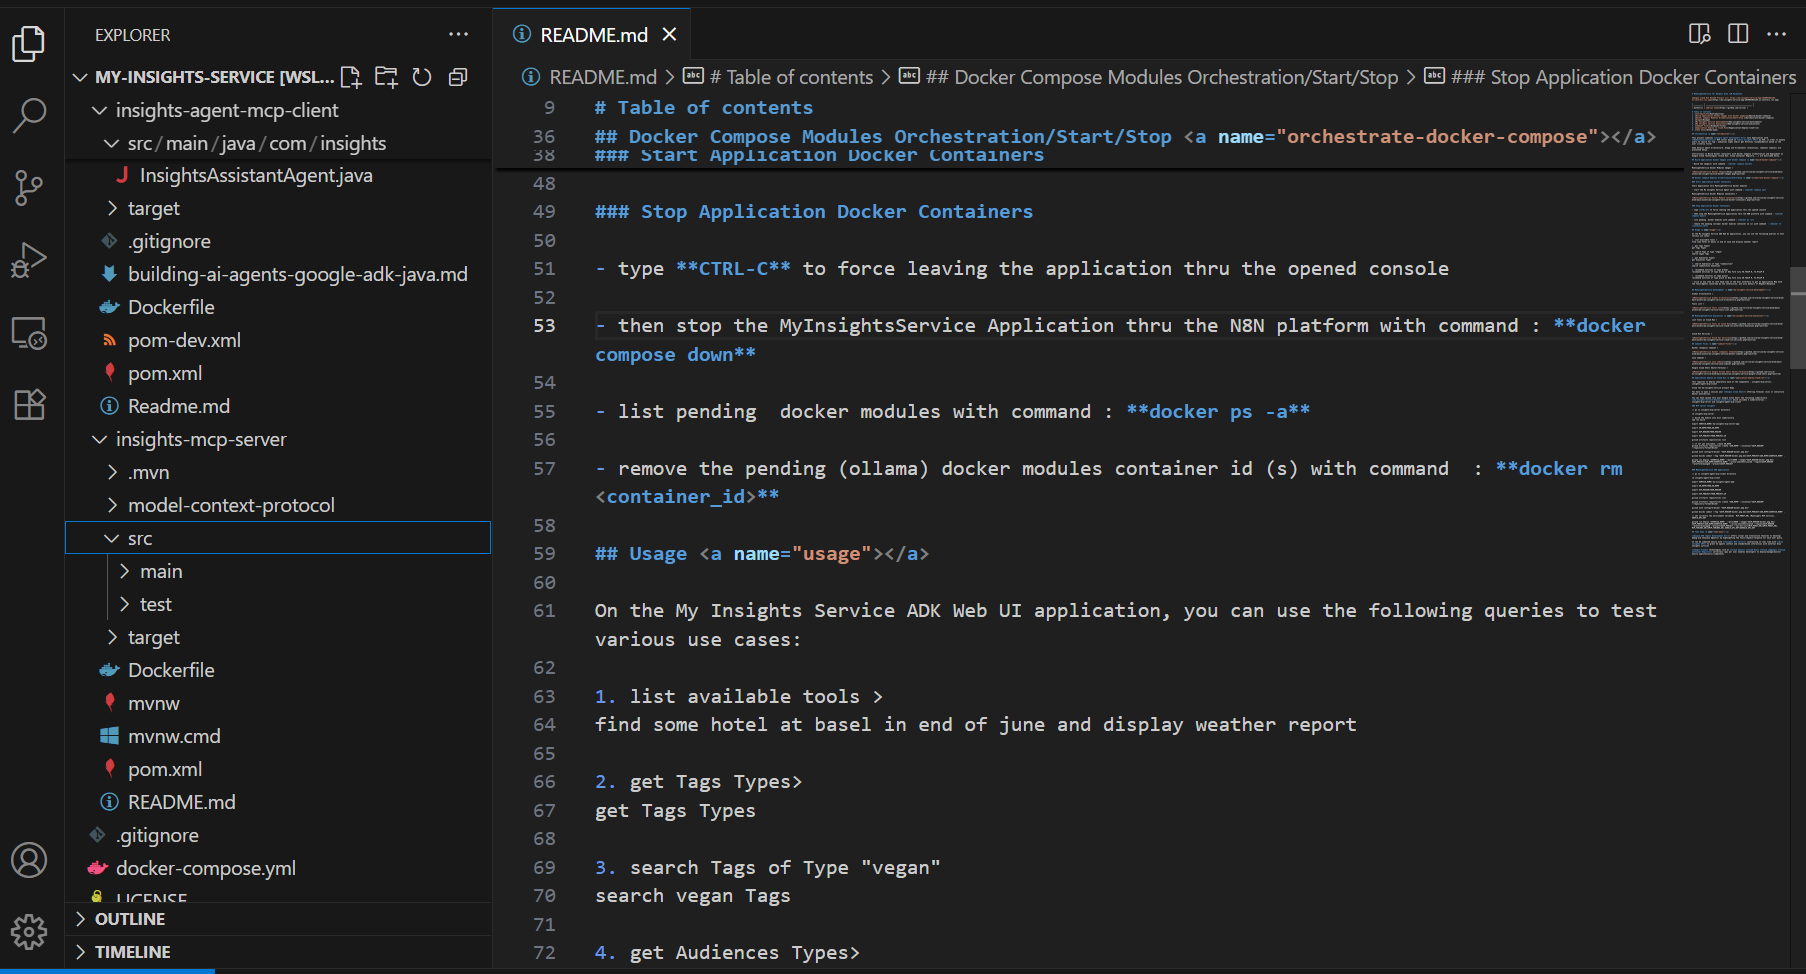 EXPLORER
MY-INSIGHTS-SERVICE [WSL...
insights-agent-mcp-client
src/main/java/com/insights
InsightsAssistantAgent.java
target
.gitignore
building-ai-agents-google-adk-java.md
Dockerfile
pom-dev.xml
pom.xml
Readme.md
insights-mcp-server
.mvn
model-context-protocol
src
main
test
target
Dockerfile
mvnw
mvnw.cmd
pom.xml
README.md
.gitignore
docker-compose.yml
LICENSE
OUTLINE
TIMELINE
README.md
README.md > # Table of contents > ## Docker Compose Modules Orchestration/Start/Stop > ### Stop Application Docker Containers
9 # Table of contents
36 ## Docker Compose Modules Orchestration/Start/Stop <a name="orchestrate-docker-compose"></a>
38 ### Start Application Docker Containers
48
49 ### Stop Application Docker Containers
50
51 - type **CTRL-C** to force leaving the application thru the opened console
52
53 - then stop the MyInsightsService Application thru the N8N platform with command : **docker
compose down**
54
55 - list pending  docker modules with command : **docker ps -a**
56
57 - remove the pending (ollama) docker modules container id (s) with command  : **docker rm
<container_id>**
58
59 ## Usage <a name="usage"></a>
60
61 On the My Insights Service ADK Web UI application, you can use the following queries to test
various use cases:
62
63 1. list available tools >
64 find some hotel at basel in end of june and display weather report
65
66 2. get Tags Types>
67 get Tags Types
68
69 3. search Tags of Type "vegan"
70 search vegan Tags
71
72 4. get Audiences Types>